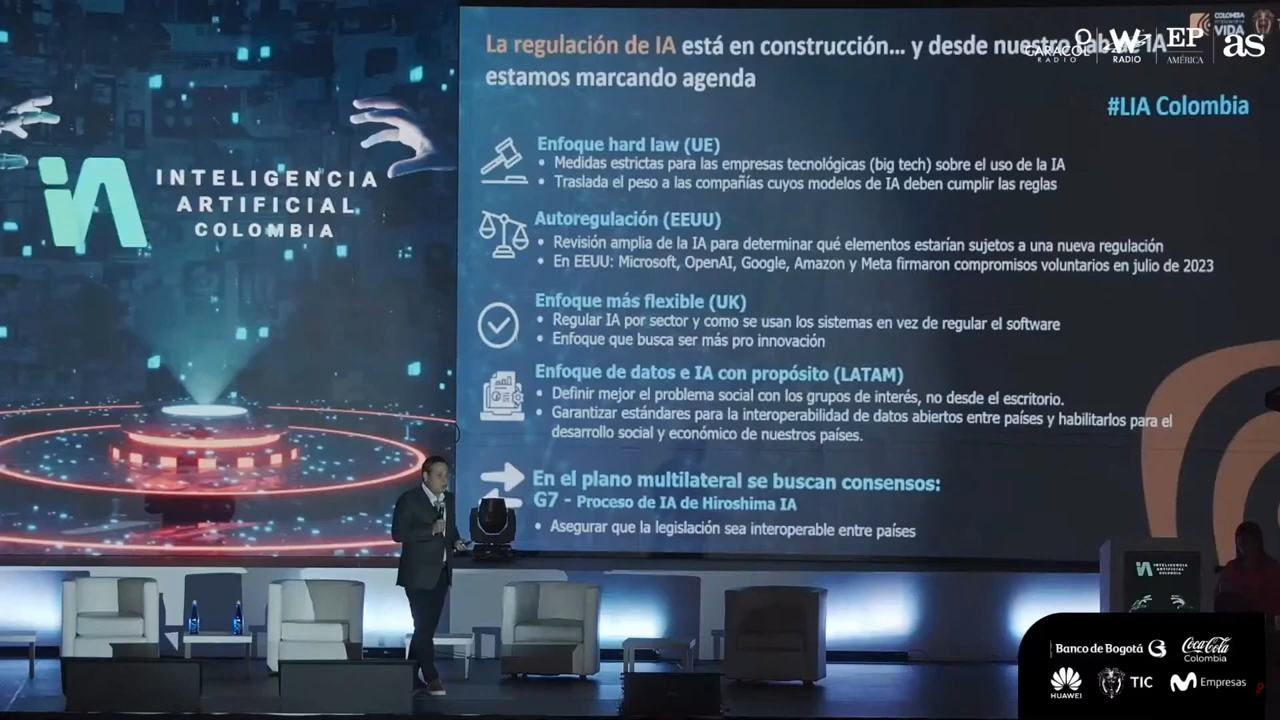 La regulación de IA está en construcción... y desde nuestro
estamos marcando agenda
#LIA Colombia
COLOMBIA
VIDA
CARACOL
RADIO
W
RADIO
EP
AMÉRICA
as
Enfoque hard law (UE)
• Medidas estrictas para las empresas tecnológicas (big tech) sobre el uso de la IA
• Traslada el peso a las compañías cuyos modelos de IA deben cumplir las reglas
Autoregulación (EEUU)
• Revisión amplia de la IA para determinar qué elementos estarían sujetos a una nueva regulación
• En EEUU: Microsoft, OpenAI, Google, Amazon y Meta firmaron compromisos voluntarios en julio de 2023
Enfoque más flexible (UK)
• Regular IA por sector y como se usan los sistemas en vez de regular el software
• Enfoque que busca ser más pro innovación
Enfoque de datos e IA con propósito (LATAM)
• Definir mejor el problema social con los grupos de interés, no desde el escritorio.
• Garantizar estándares para la interoperabilidad de datos abiertos entre países y habilitarlos para el
desarrollo social y económico de nuestros países.
En el plano multilateral se buscan consensos:
G7 - Proceso de IA de Hiroshima IA
• Asegurar que la legislación sea interoperable entre países
iA
INTELIGENCIA
ARTIFICIAL
COLOMBIA
iA INTELIGENCIA
ARTIFICIAL
COLOMBIA
Banco de Bogotá
Coca-Cola
Colombia
HUAWEI
TIC
Empresas